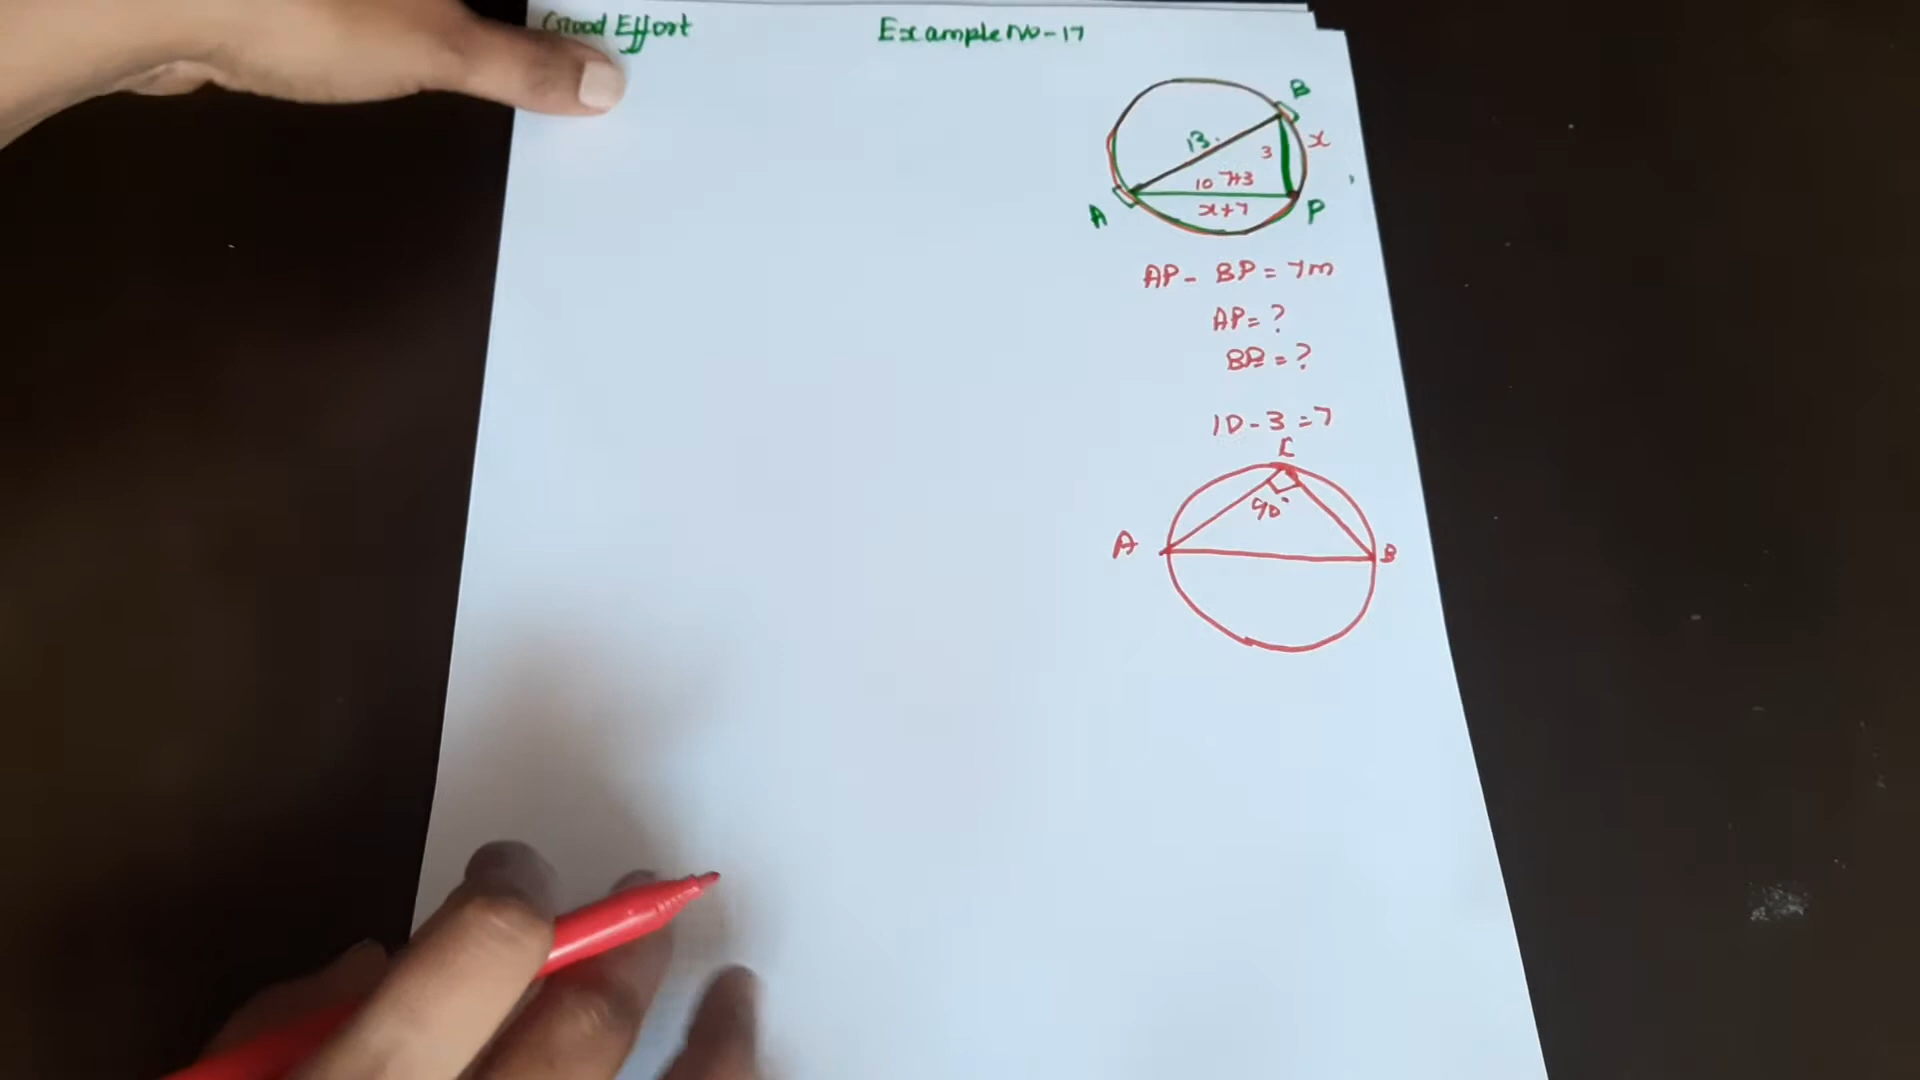 Good Effort
Example No-17
B
13.
3
x
10 7+3
x+7
A
P
AP - BP = 7m
AP = ?
BP = ?
10 - 3 = 7
C
90°
A
B